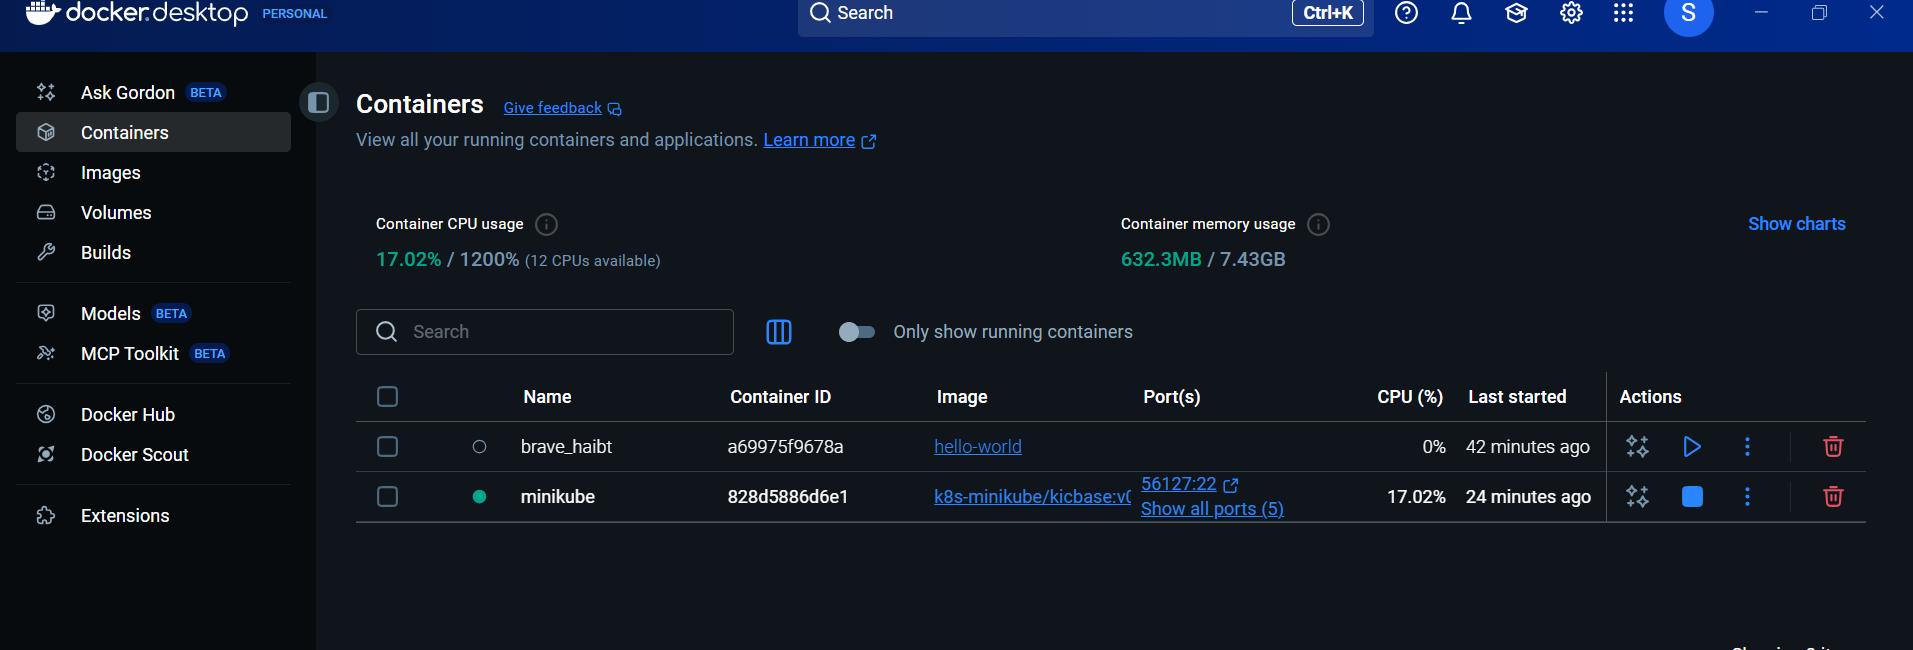 docker.desktop PERSONAL
Search Ctrl+K S
Ask Gordon BETA
Containers
Images
Volumes
Builds
Models BETA
MCP Toolkit BETA
Docker Hub
Docker Scout
Extensions
Containers Give feedback
View all your running containers and applications. Learn more
Container CPU usage
17.02% / 1200% (12 CPUs available)
Container memory usage
632.3MB / 7.43GB
Show charts
Search
Only show running containers
Name Container ID Image Port(s) CPU (%) Last started Actions
brave_haibt a69975f9678a hello-world 0% 42 minutes ago
minikube 828d5886d6e1 k8s-minikube/kicbase:v0 56127:22 17.02% 24 minutes ago
Show all ports (5)